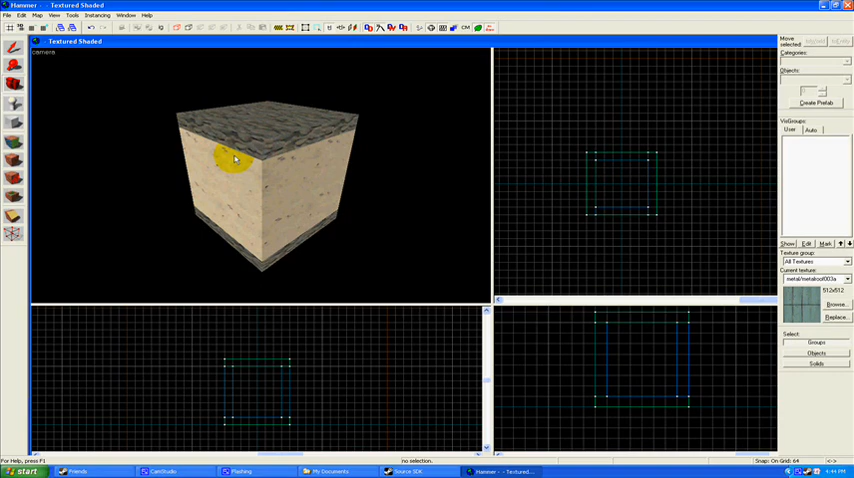 Hammer - Textured Shaded
File Edit Map View Tools Instancing Window Help
- Textured Shaded
camera
Move selected:
Categories:
Objects:
Create Prefab
VisGroups:
User Auto
Show Edit Mark
Texture group:
All Textures
Current texture:
metal/metalroof003a
512x512
Browse...
Replace...
Select:
Groups
Objects
Solids
For Help, press F1 no selection. Snap: On Grid: 64 <->
start Friends CamStudio Flashing My Documents Source SDK Hammer - Textured... 4:44 PM